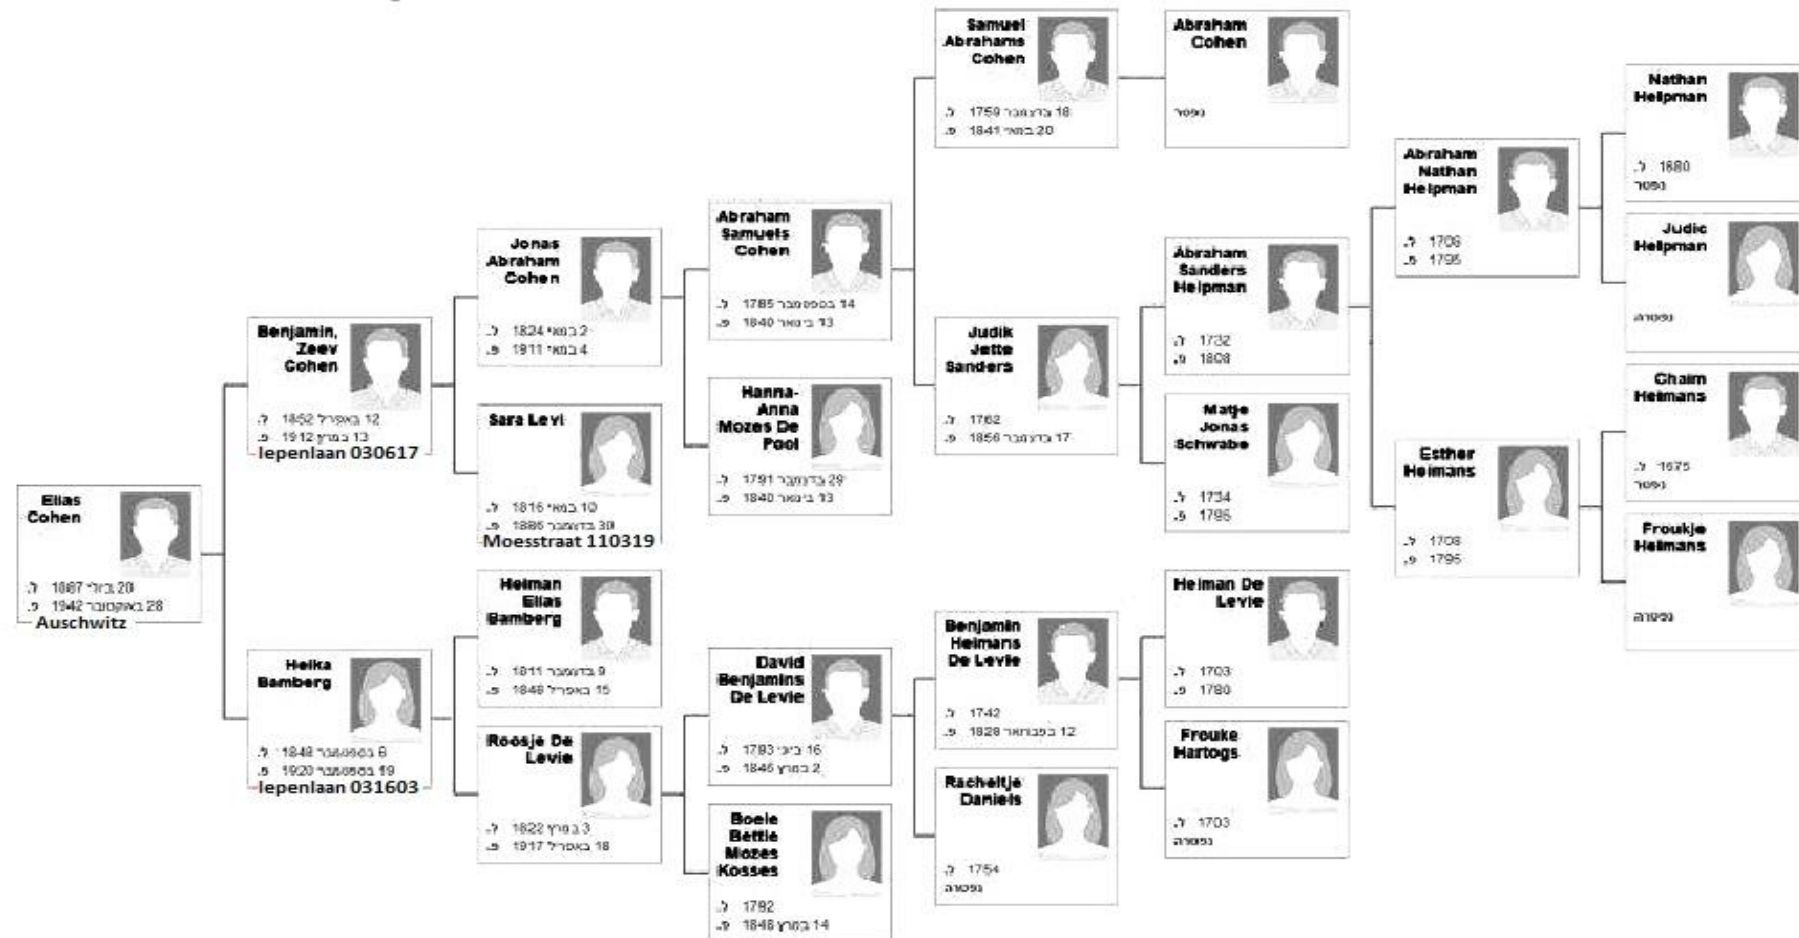 Elias
Cohen
ל. 20 ביולי 1867
פ. 28 באוקטובר 1942
Auschwitz
Benjamin,
Zeev
Cohen
ל. 12 באפריל 1852
פ. 13 במרץ 1912
Iepenlaan 030617
Heika
Bamberg
ל. 6 בספטמבר 1848
פ. 19 בספטמבר 1920
Iepenlaan 031603
Jonas
Abraham
Cohen
ל. 2 במאי 1824
פ. 4 במאי 1911
Sara Levi
ל. 10 במאי 1816
פ. 30 בדצמבר 1886
Moesstraat 110319
Heiman
Elias
Bamberg
ל. 9 בדצמבר 1811
פ. 15 באפריל 1848
Roosje De
Levie
ל. 3 במרץ 1822
פ. 18 באפריל 1917
Abraham
Samuels
Cohen
ל. 14 בספטמבר 1785
פ. 13 בינואר 1840
Hanna-
Anna
Mozes De
Pool
ל. 29 בדצמבר 1791
פ. 13 בינואר 1840
David
Benjamins
De Levie
ל. 16 ביוני 1783
פ. 2 במרץ 1846
Boele
Bettie
Mozes
Kosses
ל. 1792
פ. 14 במרץ 1848
Samuel
Abrahams
Cohen
ל. 18 בדצמבר 1759
פ. 20 במאי 1841
Judik
Jette
Sanders
ל. 1762
פ. 17 בדצמבר 1856
Benjamin
Heimans
De Levie
ל. 1742
פ. 12 בפברואר 1828
Racheltje
Daniels
ל. 1754
נפטרה
Abraham
Cohen
נפטר
Abraham
Sanders
Heipman
ל. 1732
פ. 1808
Matje
Jonas
Schwabe
ל. 1734
פ. 1795
Heiman De
Levie
ל. 1703
פ. 1780
Frouke
Hartogs
ל. 1703
נפטרה
Abraham
Nathan
Heipman
ל. 1708
פ. 1795
Esther
Heimans
ל. 1708
פ. 1795
Nathan
Heipman
ל. 1680
נפטר
Judic
Heipman
נפטרה
Chaim
Heimans
ל. 1675
נפטר
Froukje
Heimans
נפטרה